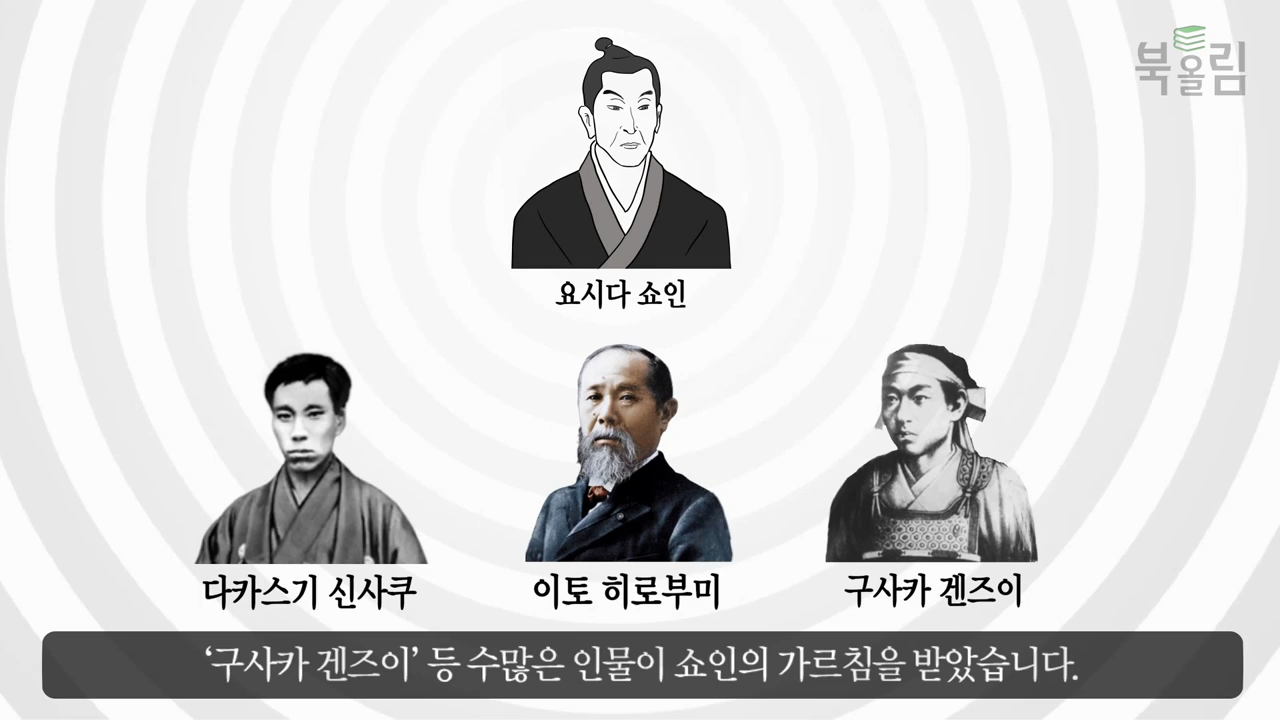 북올림
요시다 쇼인
다카스기 신사쿠
이토 히로부미
구사카 겐즈이
‘구사카 겐즈이’ 등 수많은 인물이 쇼인의 가르침을 받았습니다.